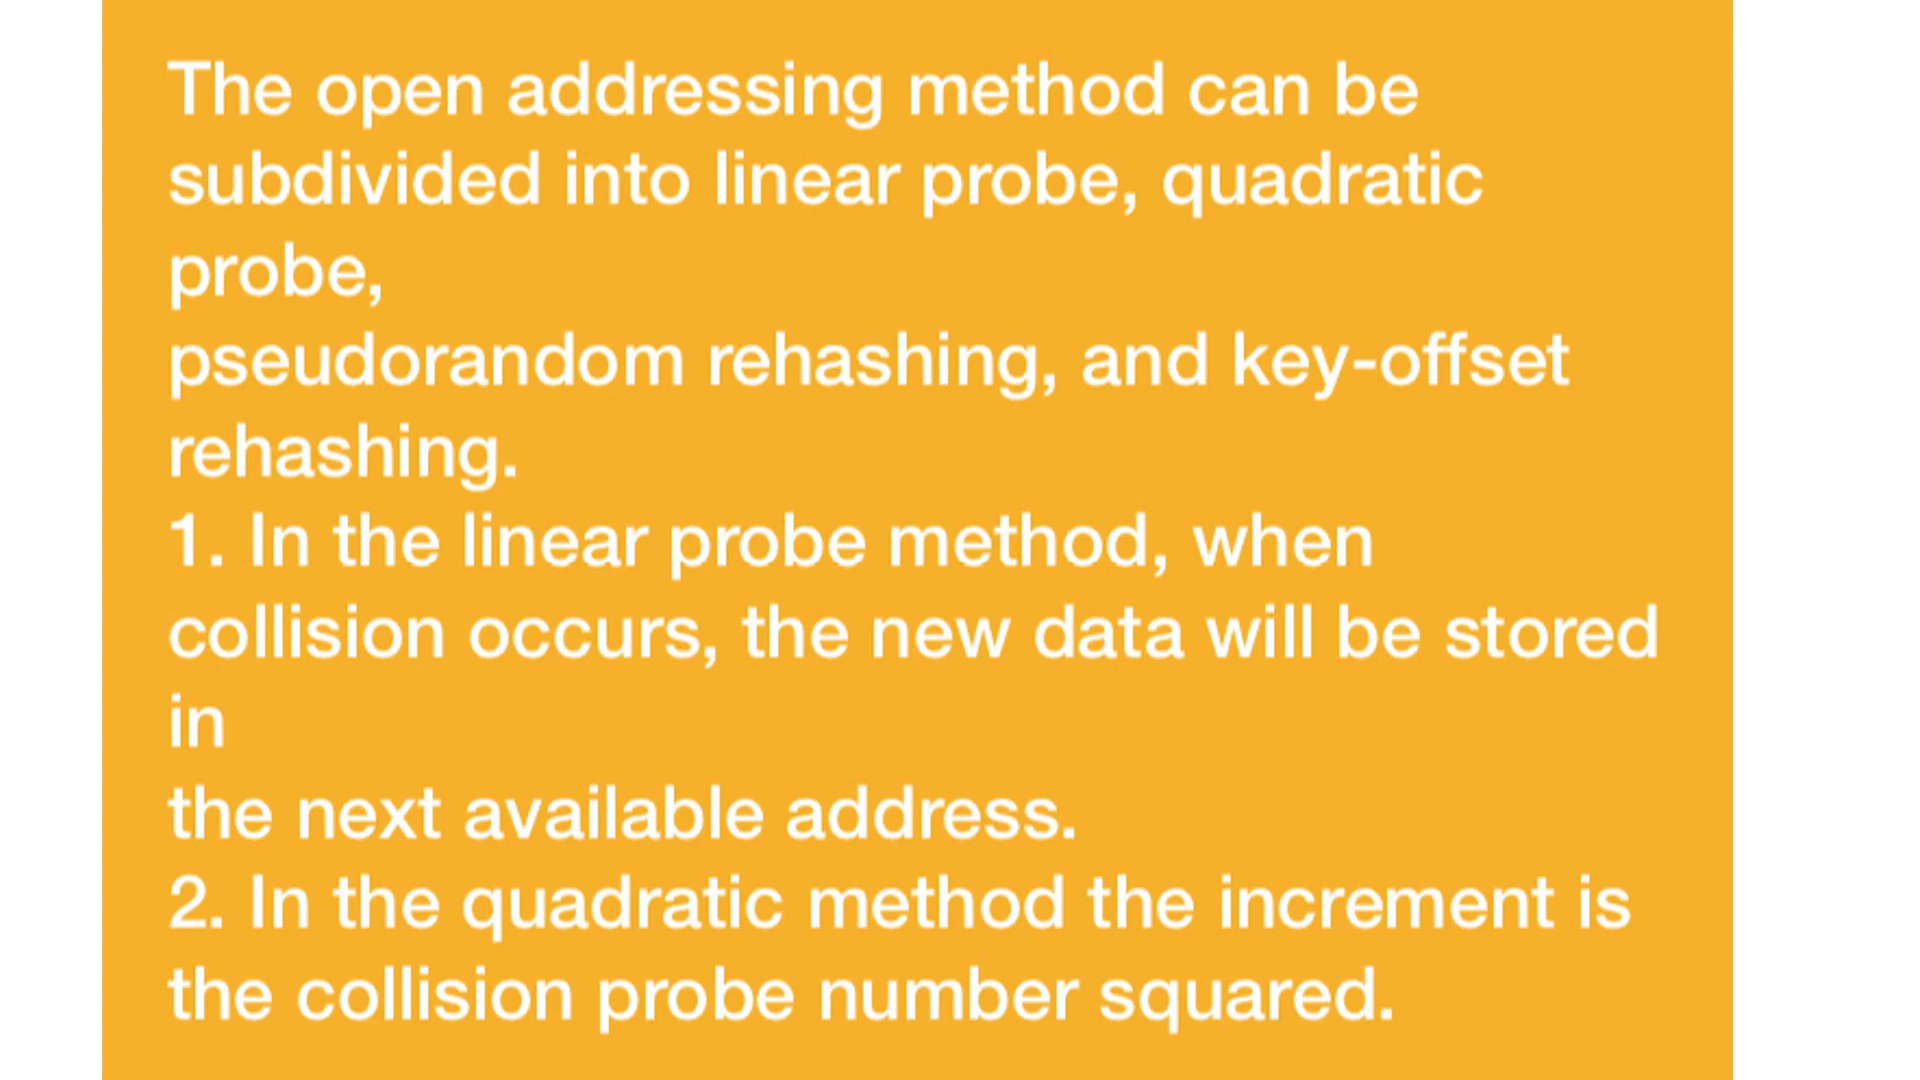 The open addressing method can be
subdivided into linear probe, quadratic
probe,
pseudorandom rehashing, and key-offset
rehashing.
1. In the linear probe method, when
collision occurs, the new data will be stored
in
the next available address.
2. In the quadratic method the increment is
the collision probe number squared.